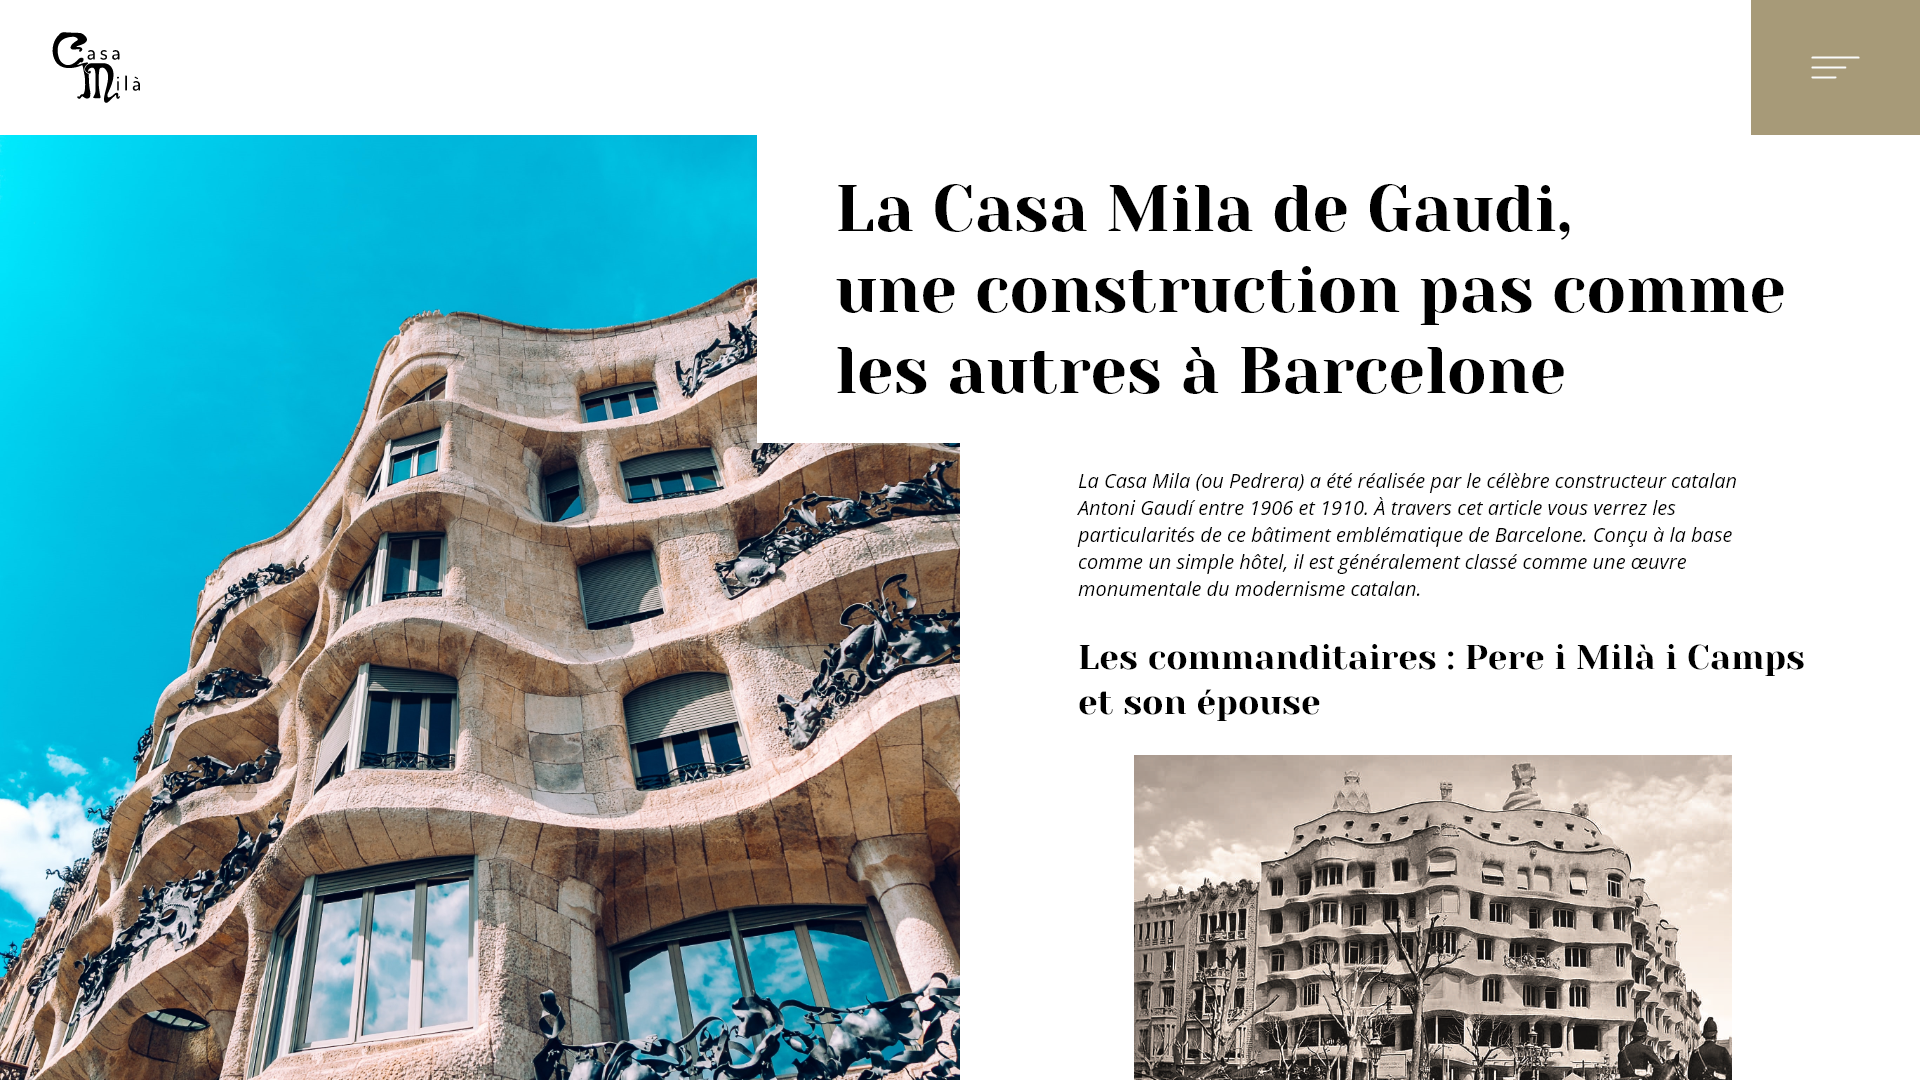 Casa
Milà
La Casa Mila de Gaudi,
une construction pas comme
les autres à Barcelone
La Casa Mila (ou Pedrera) a été réalisée par le célèbre constructeur catalan
Antoni Gaudí entre 1906 et 1910. À travers cet article vous verrez les
particularités de ce bâtiment emblématique de Barcelone. Conçu à la base
comme un simple hôtel, il est généralement classé comme une œuvre
monumentale du modernisme catalan.
Les commanditaires : Pere i Milà i Camps
et son épouse